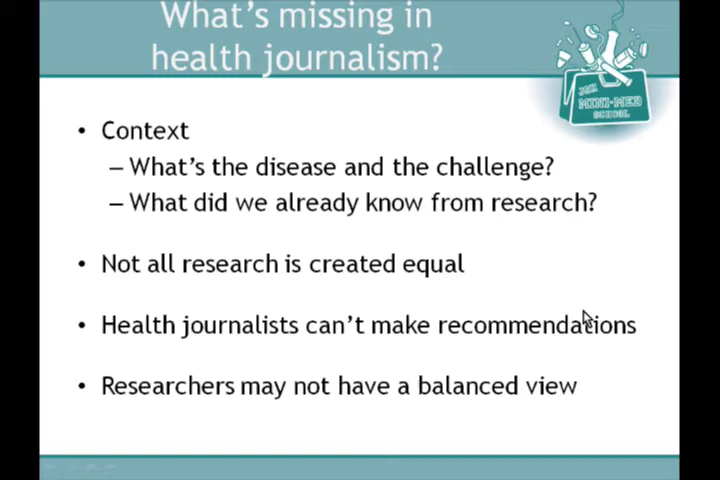 What's missing in
health journalism?
JGH
MINI-MED
SCHOOL
• Context
– What's the disease and the challenge?
– What did we already know from research?
• Not all research is created equal
• Health journalists can't make recommendations
• Researchers may not have a balanced view